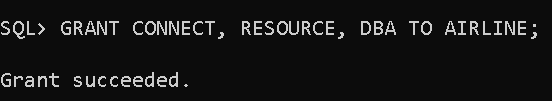 SQL> GRANT CONNECT, RESOURCE, DBA TO AIRLINE;
Grant succeeded.